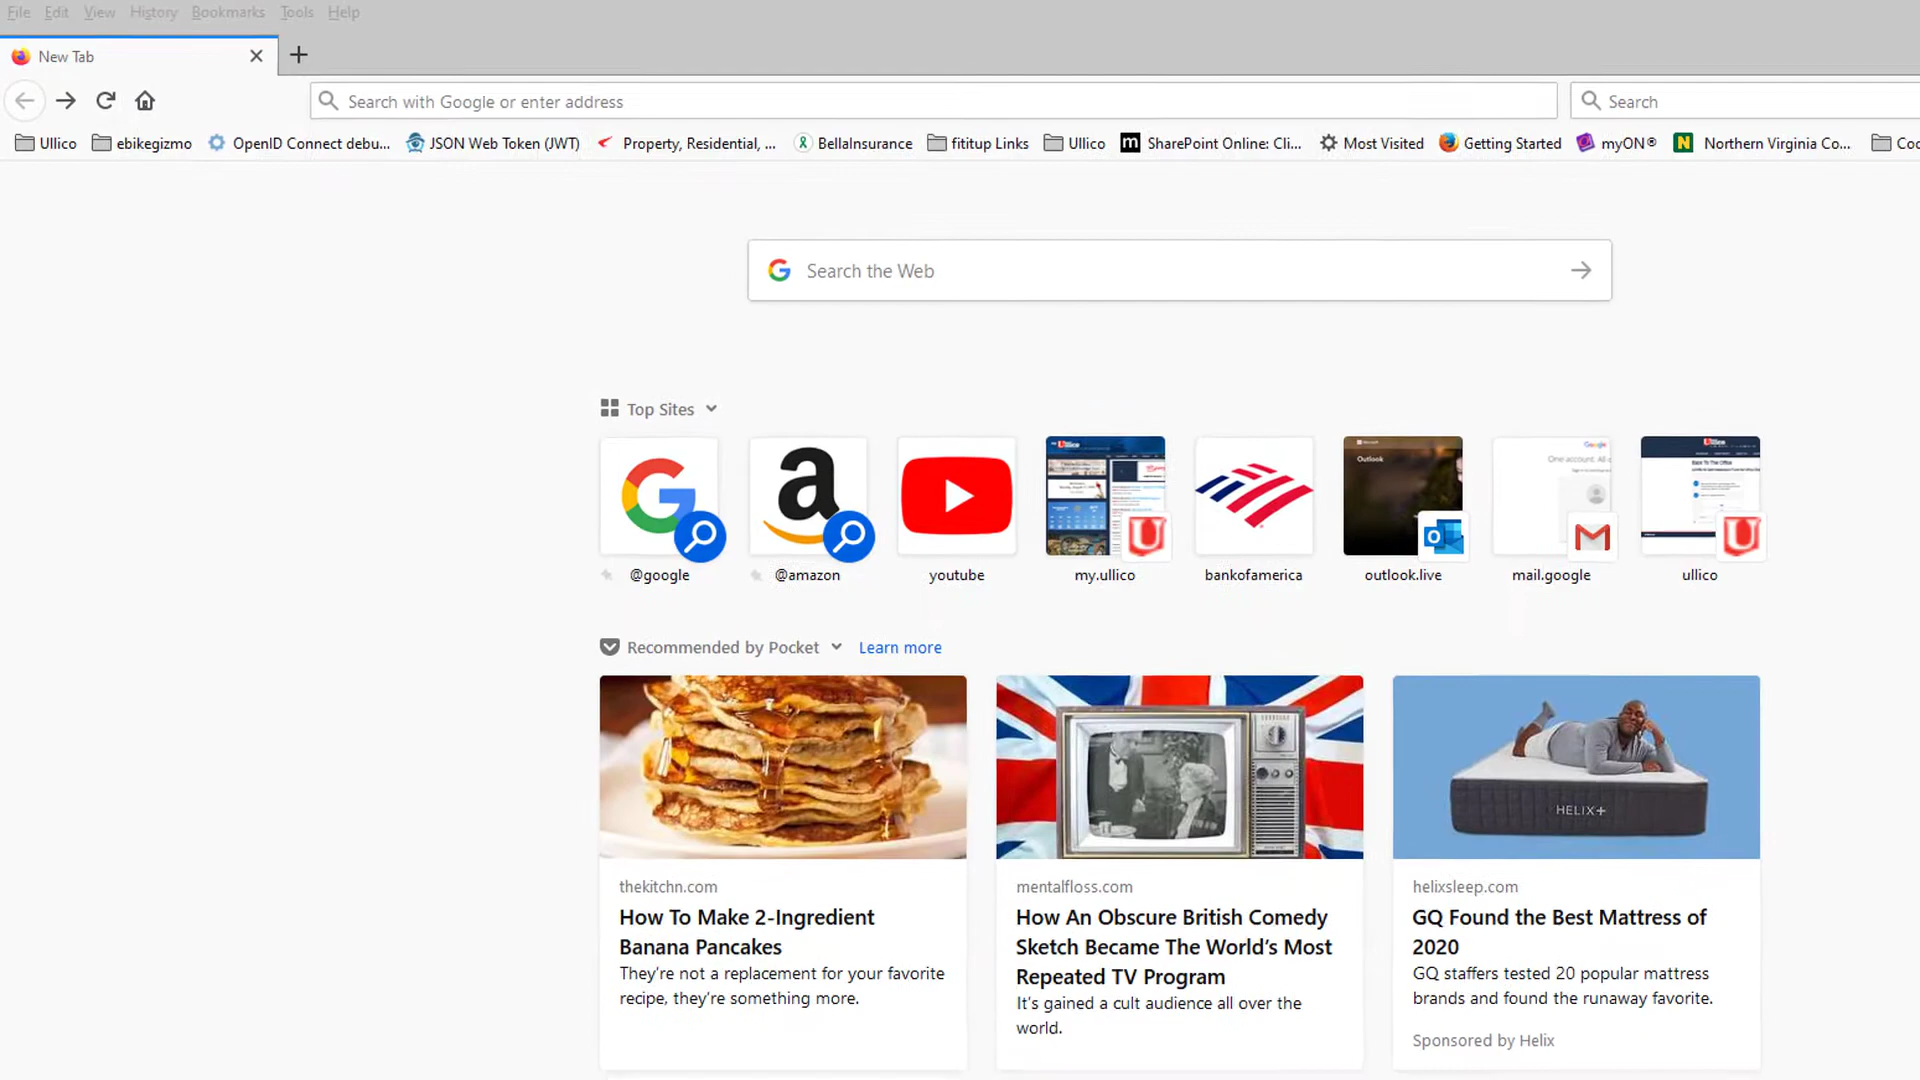 File Edit View History Bookmarks Tools Help
New Tab
Search with Google or enter address
Search
Ullico ebikegizmo OpenID Connect debu... JSON Web Token (JWT) Property, Residential, ... BellaInsurance fititup Links Ullico SharePoint Online: Cli... Most Visited Getting Started myON® Northern Virginia Co... Coo
Search the Web
Top Sites
Outlook
@google @amazon youtube my.ullico bankofamerica outlook.live mail.google ullico
Recommended by Pocket Learn more
HELIX+
thekitchn.com
How To Make 2-Ingredient
Banana Pancakes
They're not a replacement for your favorite
recipe, they're something more.
mentalfloss.com
How An Obscure British Comedy
Sketch Became The World's Most
Repeated TV Program
It's gained a cult audience all over the
world.
helixsleep.com
GQ Found the Best Mattress of
2020
GQ staffers tested 20 popular mattress
brands and found the runaway favorite.
Sponsored by Helix